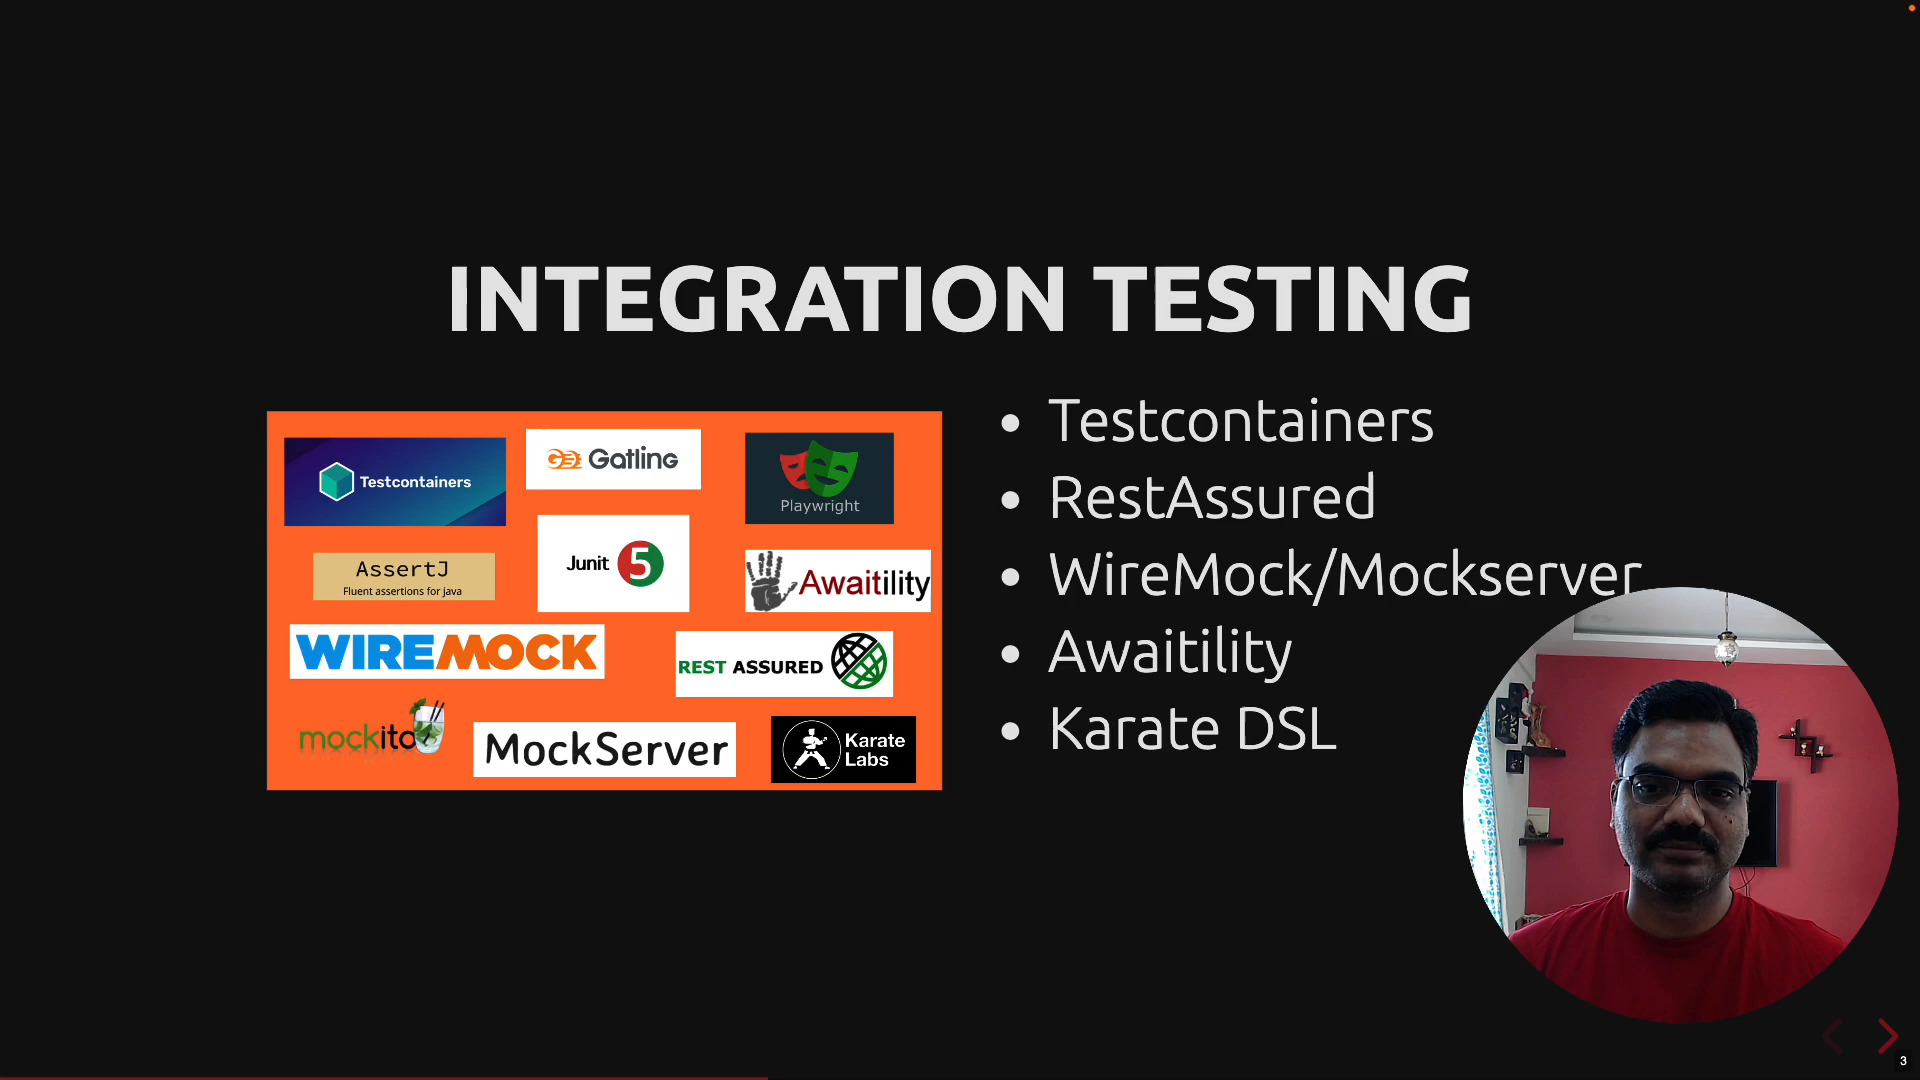 INTEGRATION TESTING
Testcontainers
Gatling
Playwright
AssertJ
Fluent assertions for java
Junit 5
Awaitility
WIREMOCK
REST ASSURED
mockito
MockServer
Karate
Labs
• Testcontainers
• RestAssured
• WireMock/Mockserver
• Awaitility
• Karate DSL
3